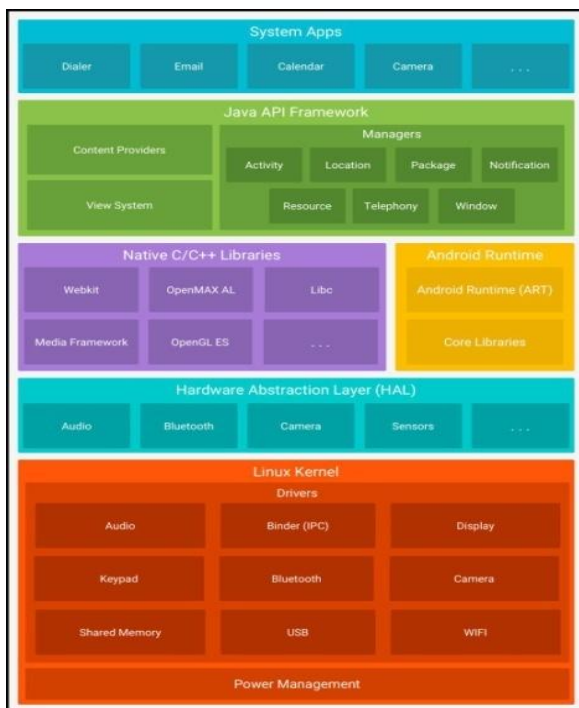 System Apps
Dialer Email Calendar Camera . . .
Java API Framework
Content Providers
View System
Managers
Activity Location Package Notification
Resource Telephony Window
Native C/C++ Libraries
Webkit OpenMAX AL Libc
Media Framework OpenGL ES . . .
Android Runtime
Android Runtime (ART)
Core Libraries
Hardware Abstraction Layer (HAL)
Audio Bluetooth Camera Sensors . . .
Linux Kernel
Drivers
Audio Binder (IPC) Display
Keypad Bluetooth Camera
Shared Memory USB WIFI
Power Management